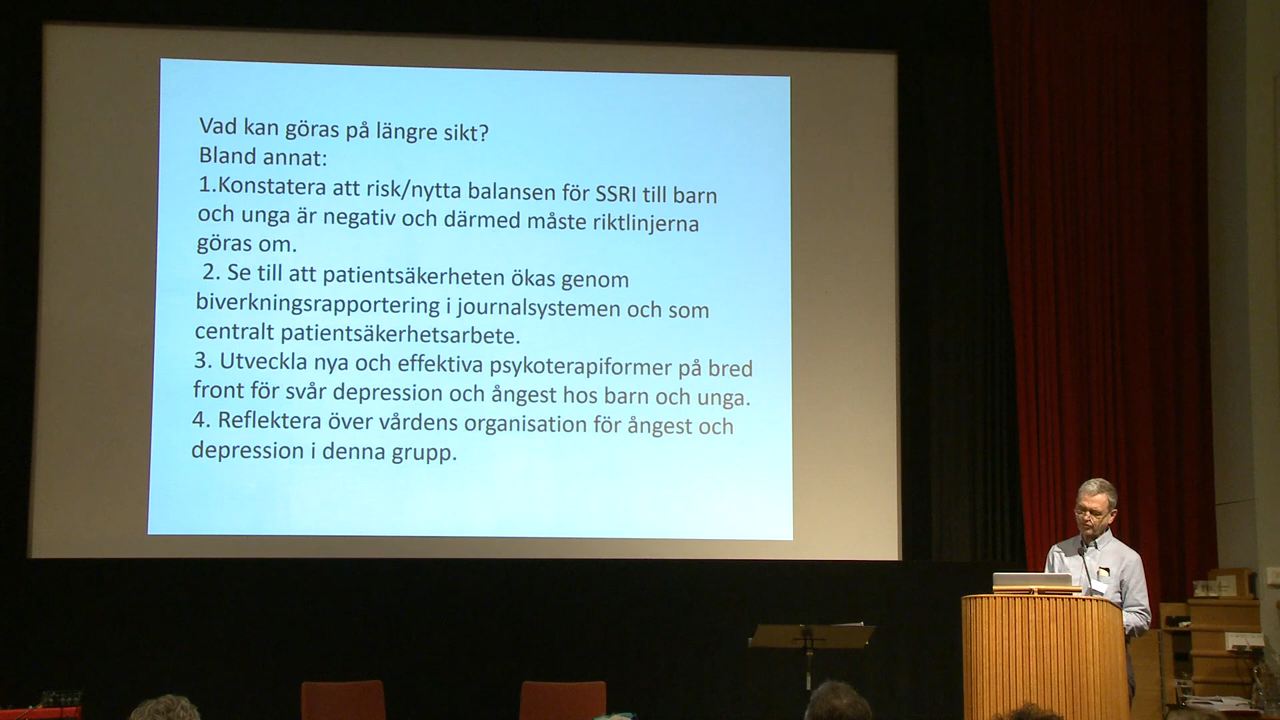 Vad kan göras på längre sikt?
Bland annat:
1.Konstatera att risk/nytta balansen för SSRI till barn
och unga är negativ och därmed måste riktlinjerna
göras om.
2. Se till att patientsäkerheten ökas genom
biverkningsrapportering i journalsystemen och som
centralt patientsäkerhetsarbete.
3. Utveckla nya och effektiva psykoterapiformer på bred
front för svår depression och ångest hos barn och unga.
4. Reflektera över vårdens organisation för ångest och
depression i denna grupp.